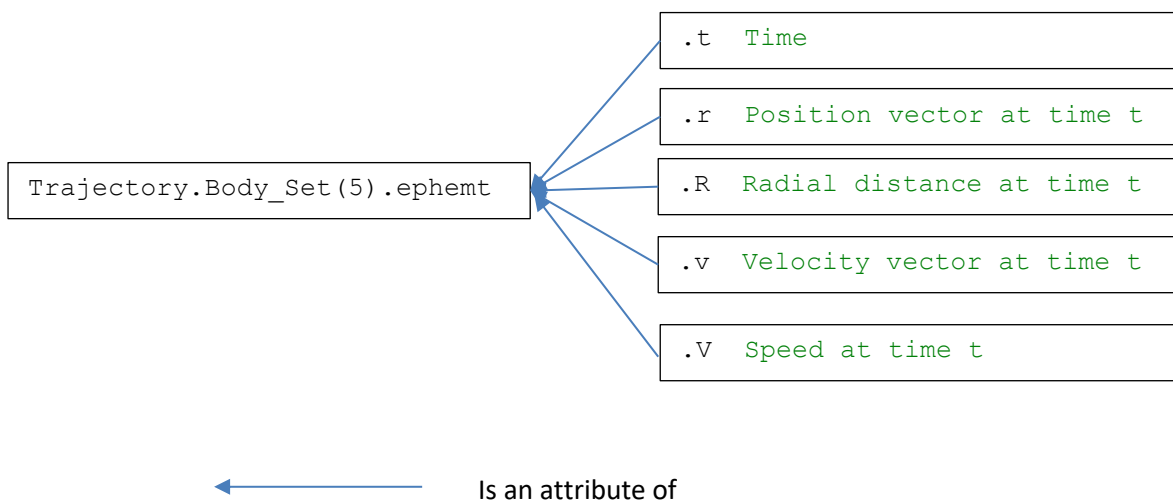 .t Time
.r Position vector at time t
Trajectory.Body_Set(5).ephemt
.R Radial distance at time t
.v Velocity vector at time t
.V Speed at time t
Is an attribute of